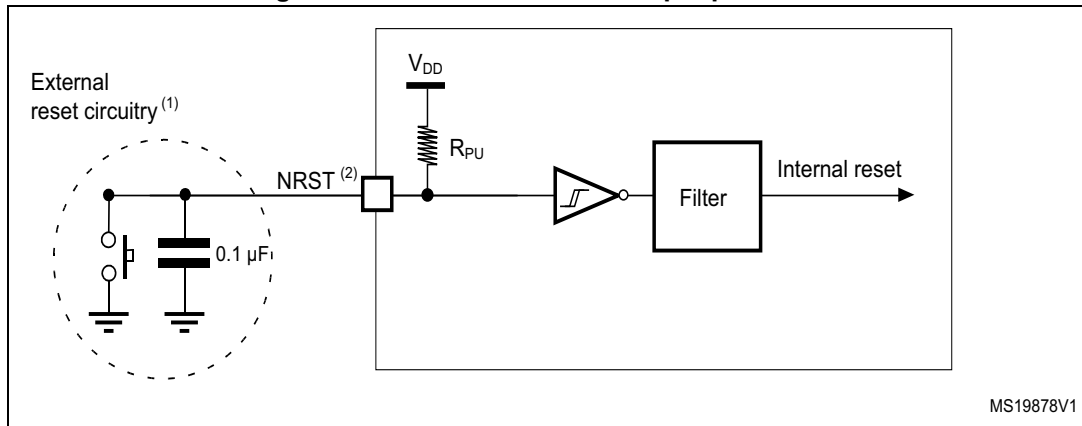 External
reset circuitry (1)
V_DD
R_PU
NRST (2)
0.1 µF
Filter
Internal reset
MS19878V1